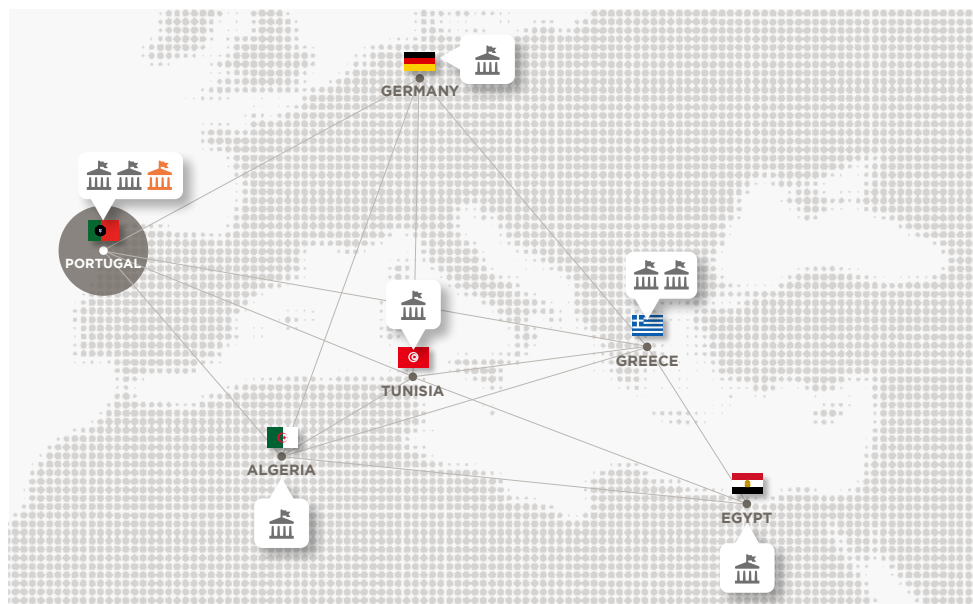 GERMANY
PORTUGAL
GREECE
TUNISIA
ALGERIA
EGYPT